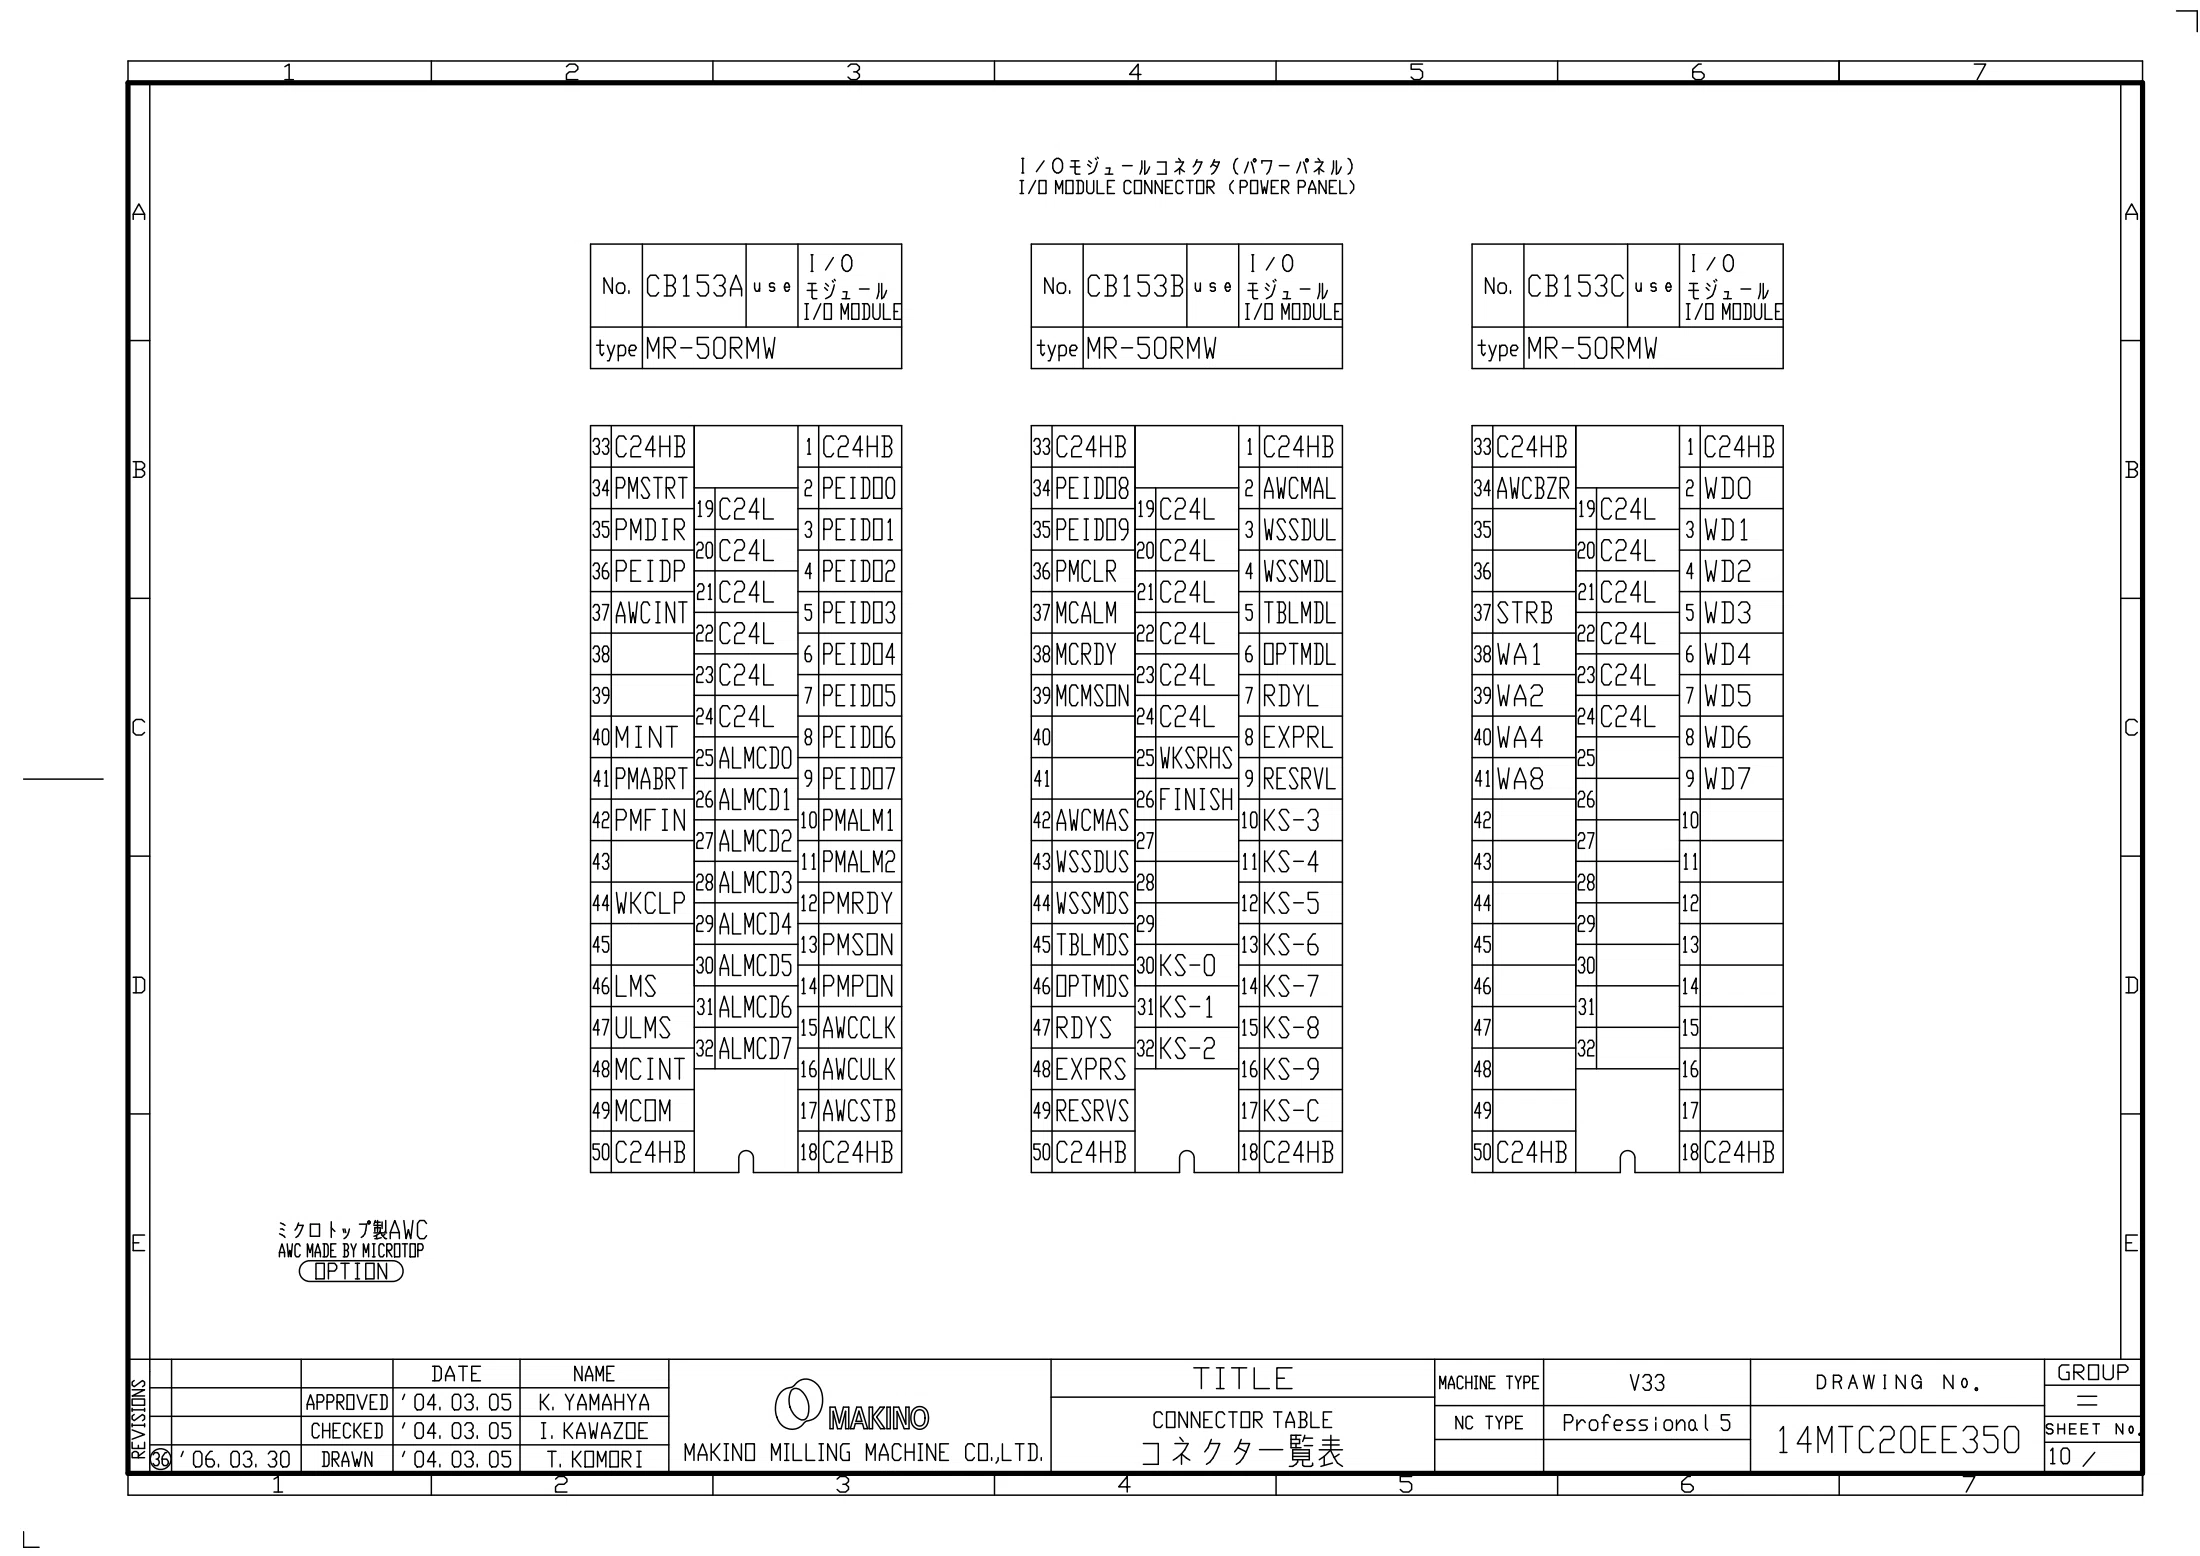 1 2 3 4 5 6 7
I/Oモジュールコネクタ(パワーパネル)
I/O MODULE CONNECTOR (POWER PANEL)
A A
No. CB153A use I/O モジュール I/O MODULE
type MR-50RMW
No. CB153B use I/O モジュール I/O MODULE
type MR-50RMW
No. CB153C use I/O モジュール I/O MODULE
type MR-50RMW
B B
C C
D D
E E
33 C24HB
34 PMSTRT
35 PMDIR
36 PEIDP
37 AWCINT
38
39
40 MINT
41 PMABRT
42 PMFIN
43
44 WKCLP
45
46 LMS
47 ULMS
48 MCINT
49 MCOM
50 C24HB
19 C24L
20 C24L
21 C24L
22 C24L
23 C24L
24 C24L
25 ALMCD0
26 ALMCD1
27 ALMCD2
28 ALMCD3
29 ALMCD4
30 ALMCD5
31 ALMCD6
32 ALMCD7
1 C24HB
2 PEIDO0
3 PEIDO1
4 PEIDO2
5 PEIDO3
6 PEIDO4
7 PEIDO5
8 PEIDO6
9 PEIDO7
10 PMALM1
11 PMALM2
12 PMRDY
13 PMSON
14 PMPON
15 AWCCLK
16 AWCULK
17 AWCSTB
18 C24HB
33 C24HB
34 PEIDO8
35 PEIDO9
36 PMCLR
37 MCALM
38 MCRDY
39 MCMSON
40
41
42 AWCMAS
43 WSSDUS
44 WSSMDS
45 TBLMDS
46 OPTMDS
47 RDYS
48 EXPRS
49 RESRVS
50 C24HB
19 C24L
20 C24L
21 C24L
22 C24L
23 C24L
24 C24L
25 WKSRHS
26 FINISH
27
28
29
30 KS-0
31 KS-1
32 KS-2
1 C24HB
2 AWCMAL
3 WSSDUL
4 WSSMDL
5 TBLMDL
6 OPTMDL
7 RDYL
8 EXPRL
9 RESRVL
10 KS-3
11 KS-4
12 KS-5
13 KS-6
14 KS-7
15 KS-8
16 KS-9
17 KS-C
18 C24HB
33 C24HB
34 AWCBZR
35
36
37 STRB
38 WA1
39 WA2
40 WA4
41 WA8
42
43
44
45
46
47
48
49
50 C24HB
19 C24L
20 C24L
21 C24L
22 C24L
23 C24L
24 C24L
25
26
27
28
29
30
31
32
1 C24HB
2 WD0
3 WD1
4 WD2
5 WD3
6 WD4
7 WD5
8 WD6
9 WD7
10
11
12
13
14
15
16
17
18 C24HB
ミクロトップ製AWC
AWC MADE BY MICROTOP
OPTION
REVISIONS
36 '06.03.30
DATE NAME
APPROVED '04.03.05 K. YAMAHYA
CHECKED '04.03.05 I. KAWAZOE
DRAWN '04.03.05 T. KOMORI
MAKINO
MAKINO MILLING MACHINE CO.,LTD.
TITLE
CONNECTOR TABLE
コネクタ一覧表
MACHINE TYPE V33
NC TYPE Professional 5
DRAWING No.
14MTC20EE350
GROUP
=
SHEET No.
10 /
1 2 3 4 5 6 7